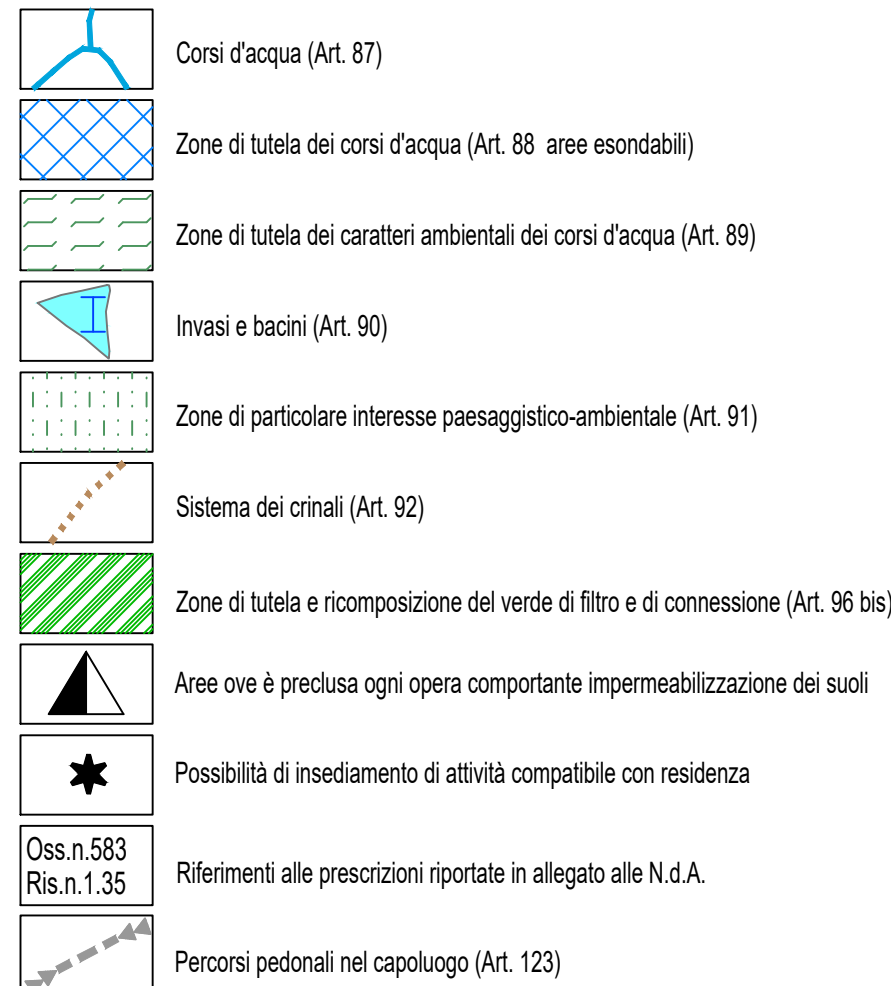 Corsi d'acqua (Art. 87)
Zone di tutela dei corsi d'acqua (Art. 88 aree esondabili)
Zone di tutela dei caratteri ambientali dei corsi d'acqua (Art. 89)
Invasi e bacini (Art. 90)
Zone di particolare interesse paesaggistico-ambientale (Art. 91)
Sistema dei crinali (Art. 92)
Zone di tutela e ricomposizione del verde di filtro e di connessione (Art. 96 bis)
Aree ove è preclusa ogni opera comportante impermeabilizzazione dei suoli
Possibilità di insediamento di attività compatibile con residenza
Oss.n.583
Ris.n.1.35
Riferimenti alle prescrizioni riportate in allegato alle N.d.A.
Percorsi pedonali nel capoluogo (Art. 123)